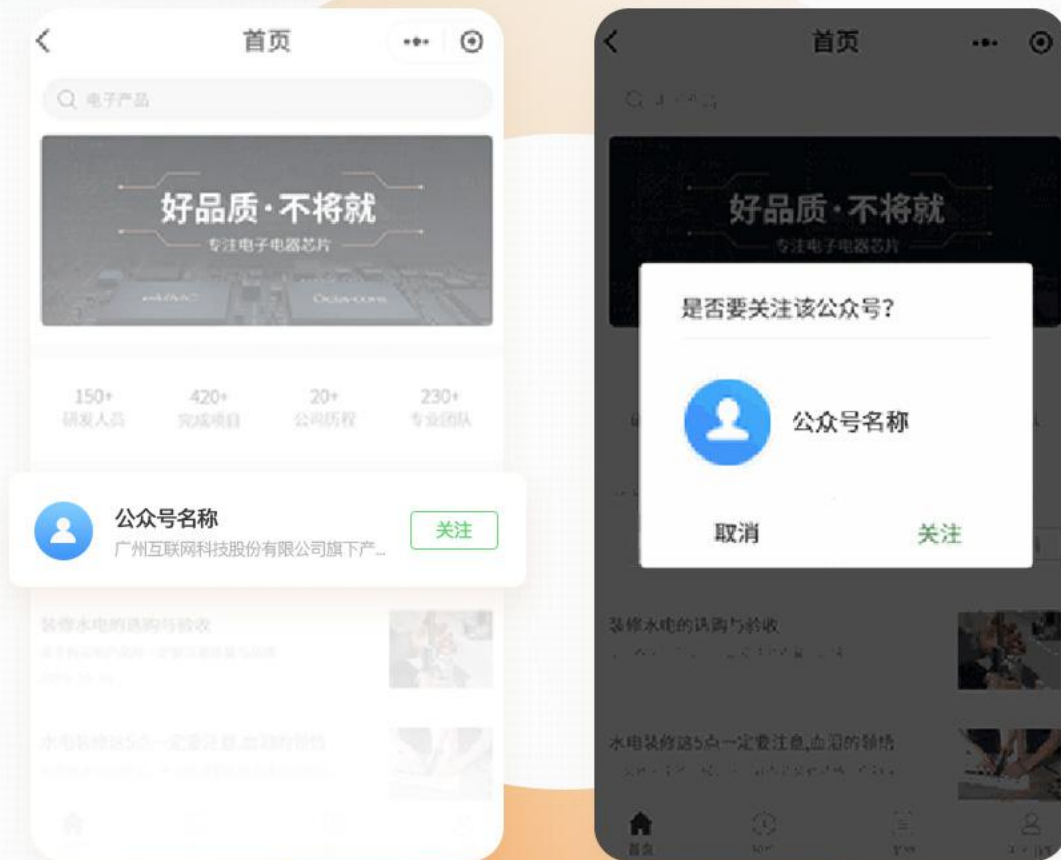 首页
电子产品
好品质·不将就
专注电子电器芯片
150+
420+
20+
230+
研发人员
完成项目
公司历程
专业团队
公众号名称
广州互联网科技股份有限公司旗下产...
关注
装修水电的选购与验收
水电装修这5点一定要注意,血泪的领悟
首页
好品质·不将就
专注电子电器芯片
是否要关注该公众号?
公众号名称
取消
关注
装修水电的选购与验收
水电装修这5点一定要注意,血泪的领悟
首页